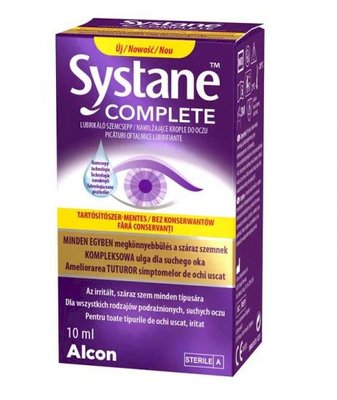 Új / Nowość / Nou
Systane™
COMPLETE
LUBRIKÁLÓ SZEMCSEPP / NAWILŻAJĄCE KROPLE DO OCZU
PICĂTURI OFTALMICE LUBRIFIANTE
TARTÓSÍTÓSZER-MENTES / BEZ KONSERWANTÓW
FĂRĂ CONSERVANȚI
MINDEN EGYBEN megkönnyebbülés a száraz szemnek
KOMPLEKSOWA ulga dla suchego oka
Ameliorarea TUTUROR simptomelor de ochi uscat
Az irritált, száraz szem minden típusára
Dla wszystkich rodzajów podrażnionych, suchych oczu
Pentru toate tipurile de ochi uscat, iritat
10 ml
Alcon
STERILE A